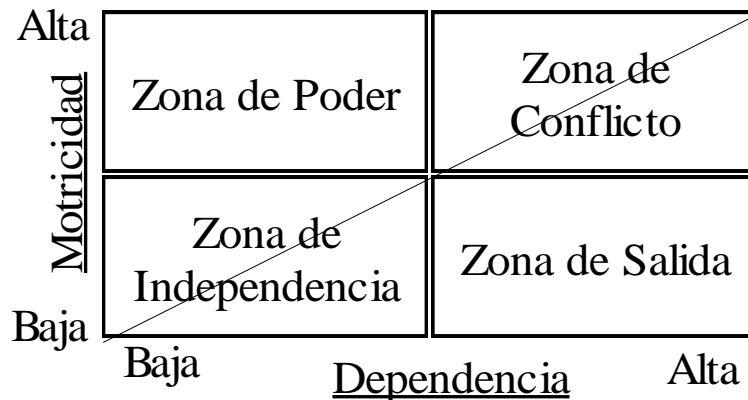 Alta
Zona de Poder
Zona de
Conflicto
Motricidad
Zona de
Independencia
Zona de Salida
Baja
Baja
Dependencia
Alta